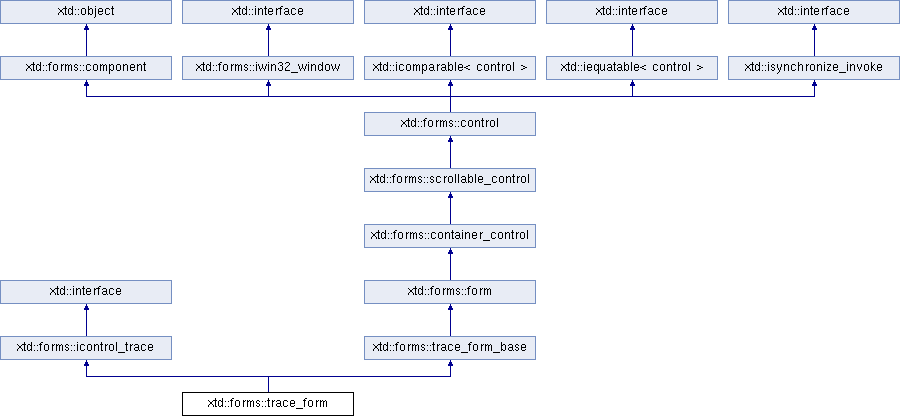 xtd::object
xtd::interface
xtd::interface
xtd::interface
xtd::interface
xtd::forms::component
xtd::forms::iwin32_window
xtd::icomparable< control >
xtd::iequatable< control >
xtd::isynchronize_invoke
xtd::forms::control
xtd::forms::scrollable_control
xtd::forms::container_control
xtd::interface
xtd::forms::form
xtd::forms::icontrol_trace
xtd::forms::trace_form_base
xtd::forms::trace_form